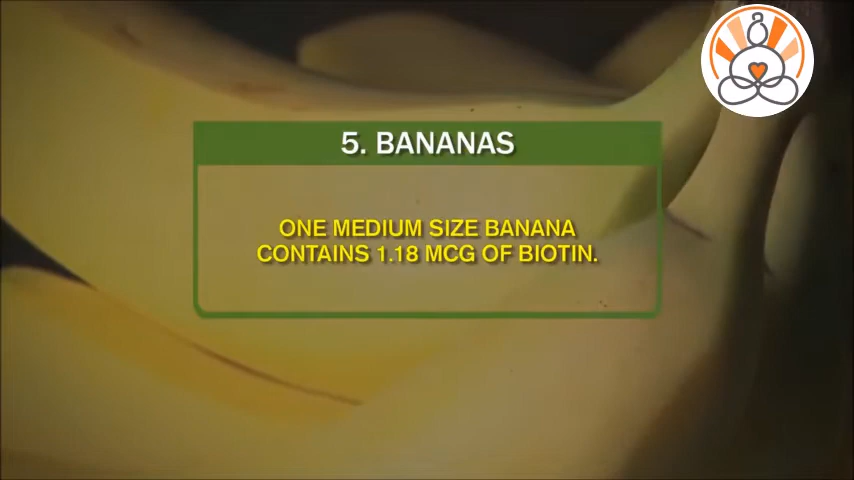 5. BANANAS
ONE MEDIUM SIZE BANANA
CONTAINS 1.18 MCG OF BIOTIN.